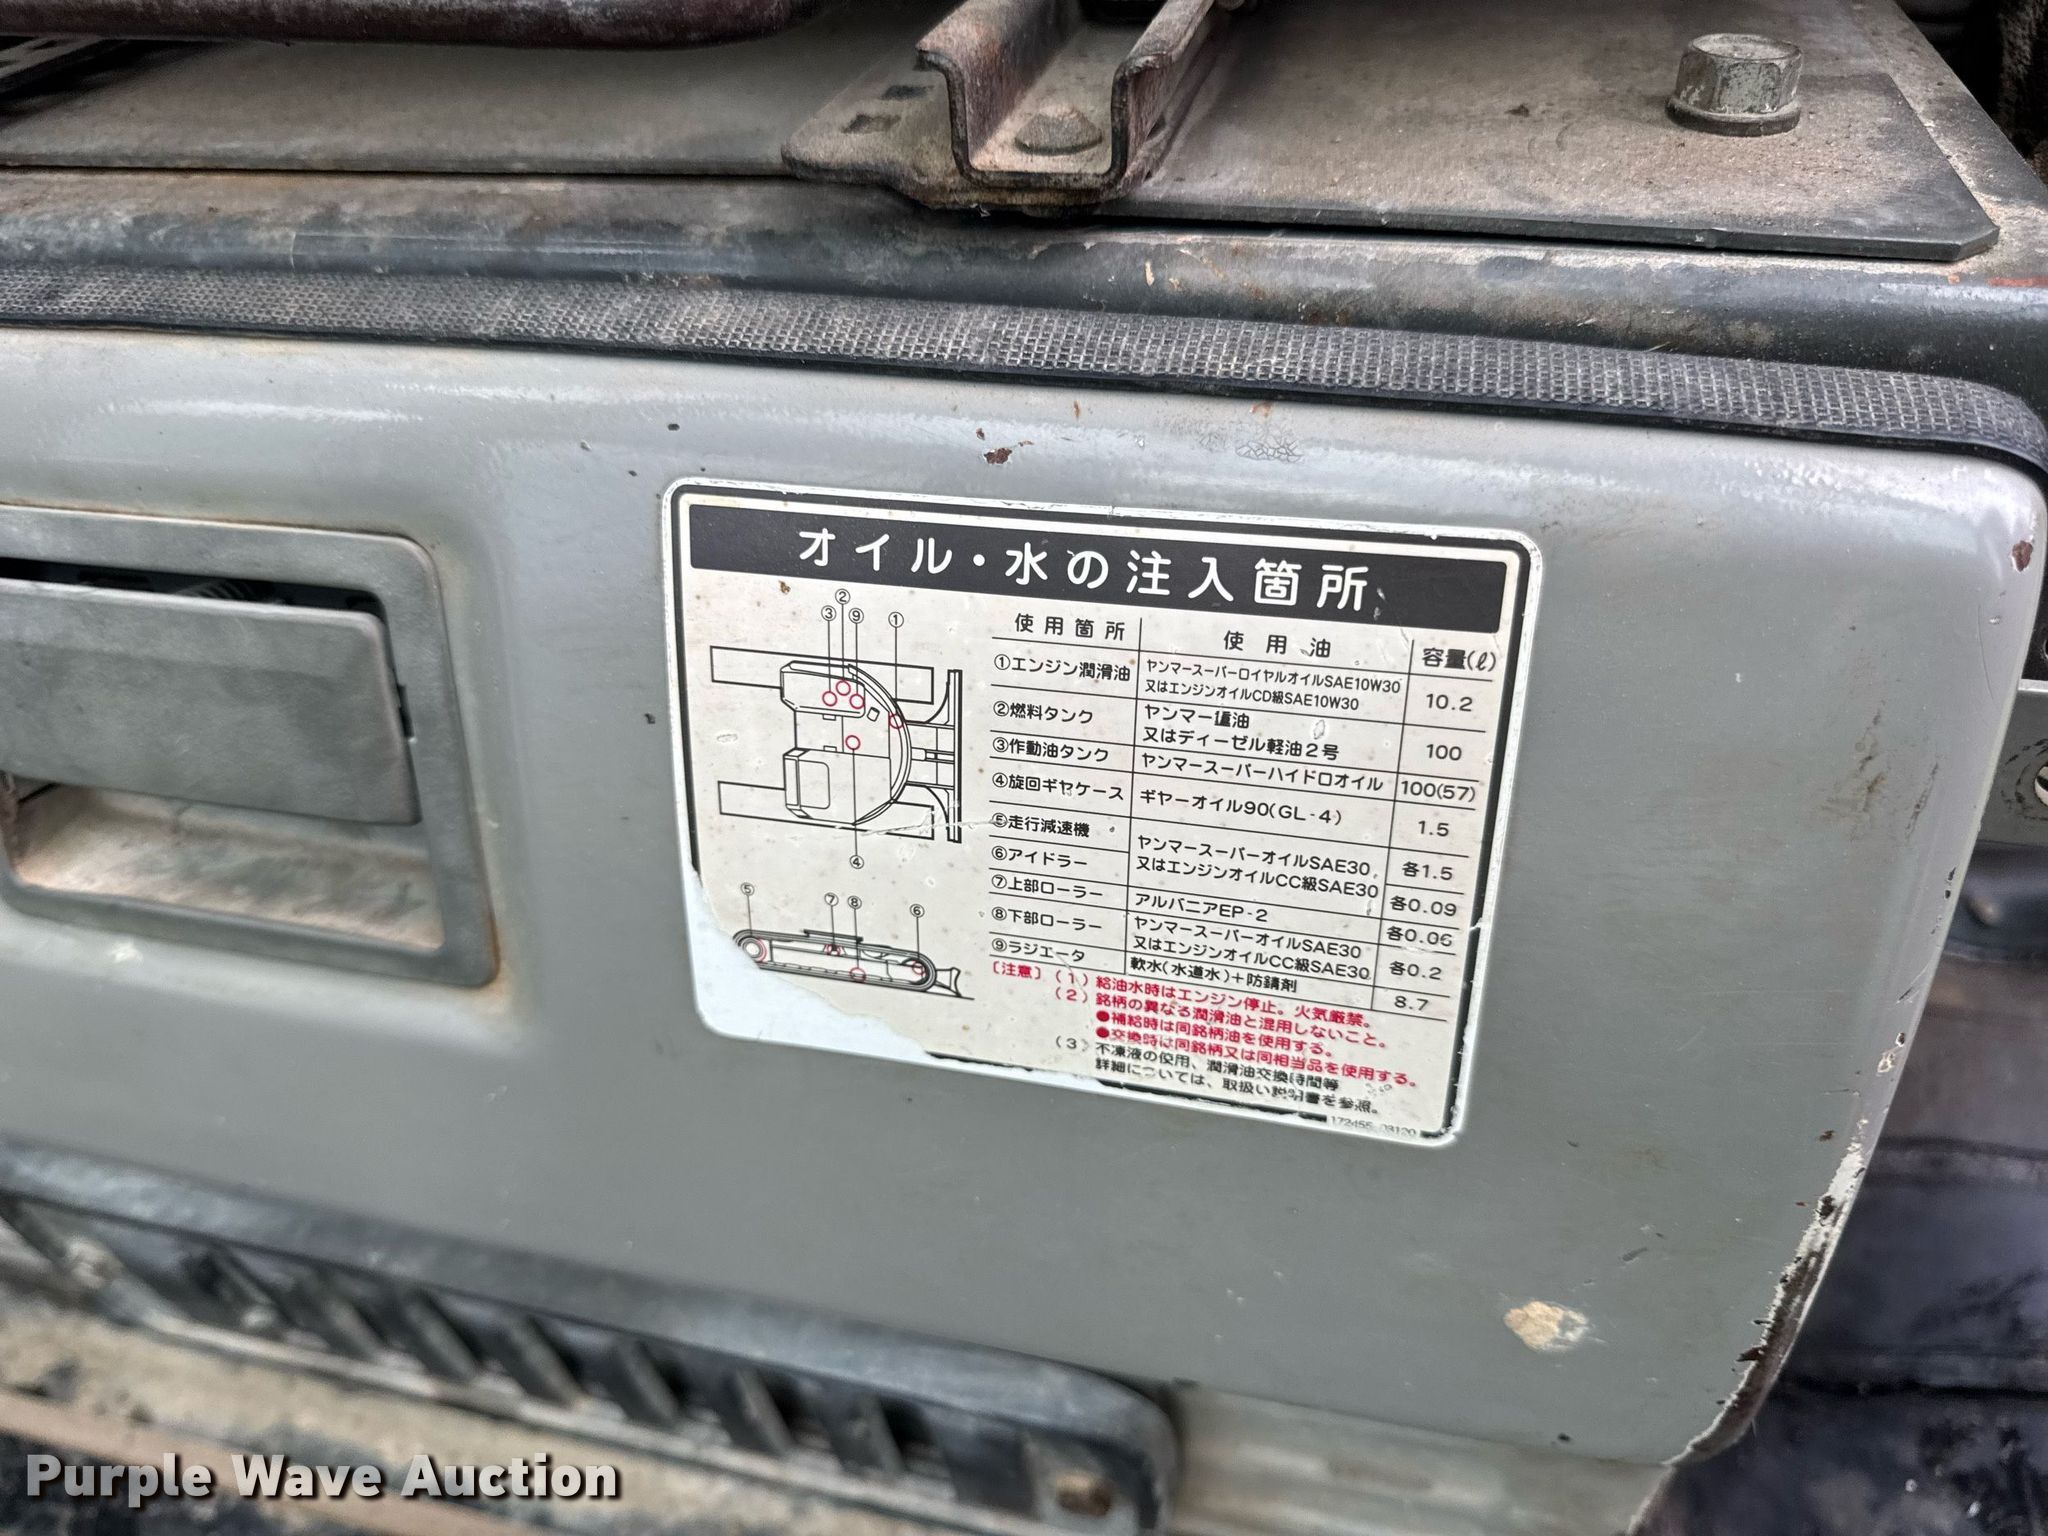 オイル・水の注入箇所
② ③ ⑨ ①
④
⑤ ⑦ ⑧ ⑥
使用箇所 使用油 容量(ℓ)
①エンジン潤滑油 ヤンマースーパーロイヤルオイルSAE10W30 10.2
又はエンジンオイルCD級SAE10W30
②燃料タンク ヤンマー重油 100
又はディーゼル軽油2号
③作動油タンク ヤンマースーパーハイドロオイル 100(57)
④旋回ギヤケース ギヤーオイル90(GL-4) 1.5
⑤走行減速機 ヤンマースーパーオイルSAE30, 各1.5
⑥アイドラー 又はエンジンオイルCC級SAE30 各0.09
⑦上部ローラー アルバニアEP-2 各0.06
⑧下部ローラー ヤンマースーパーオイルSAE30 各0.2
又はエンジンオイルCC級SAE30
⑨ラジエータ 軟水(水道水)+防錆剤 8.7
〔注意〕(1)給油水時はエンジン停止。火気厳禁。
(2)銘柄の異なる潤滑油と混用しないこと。
●補給時は同銘柄油を使用する。
●交換時は同銘柄又は同相当品を使用する。
(3)不凍液の使用、潤滑油交換時間等
詳細については、取扱い説明書を参照。
172455 03120
Purple Wave Auction